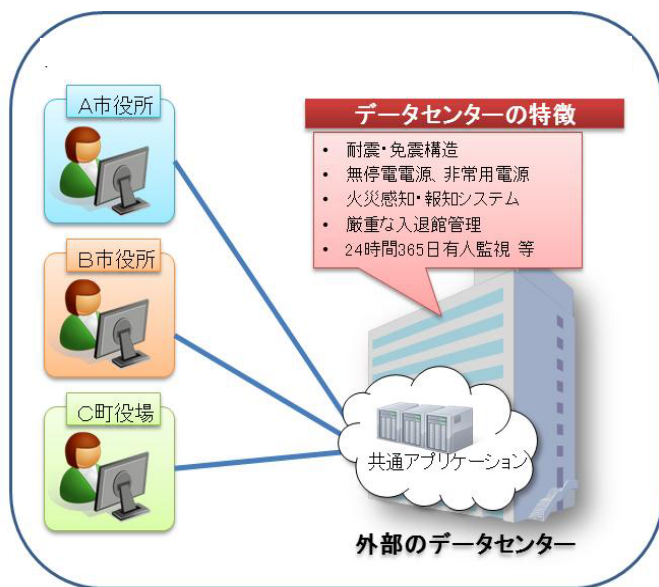 A市役所
B市役所
C町役場
データセンターの特徴
• 耐震・免震構造
• 無停電電源、非常用電源
• 火災感知・報知システム
• 厳重な入退館管理
• 24時間365日有人監視 等
共通アプリケーション
外部のデータセンター